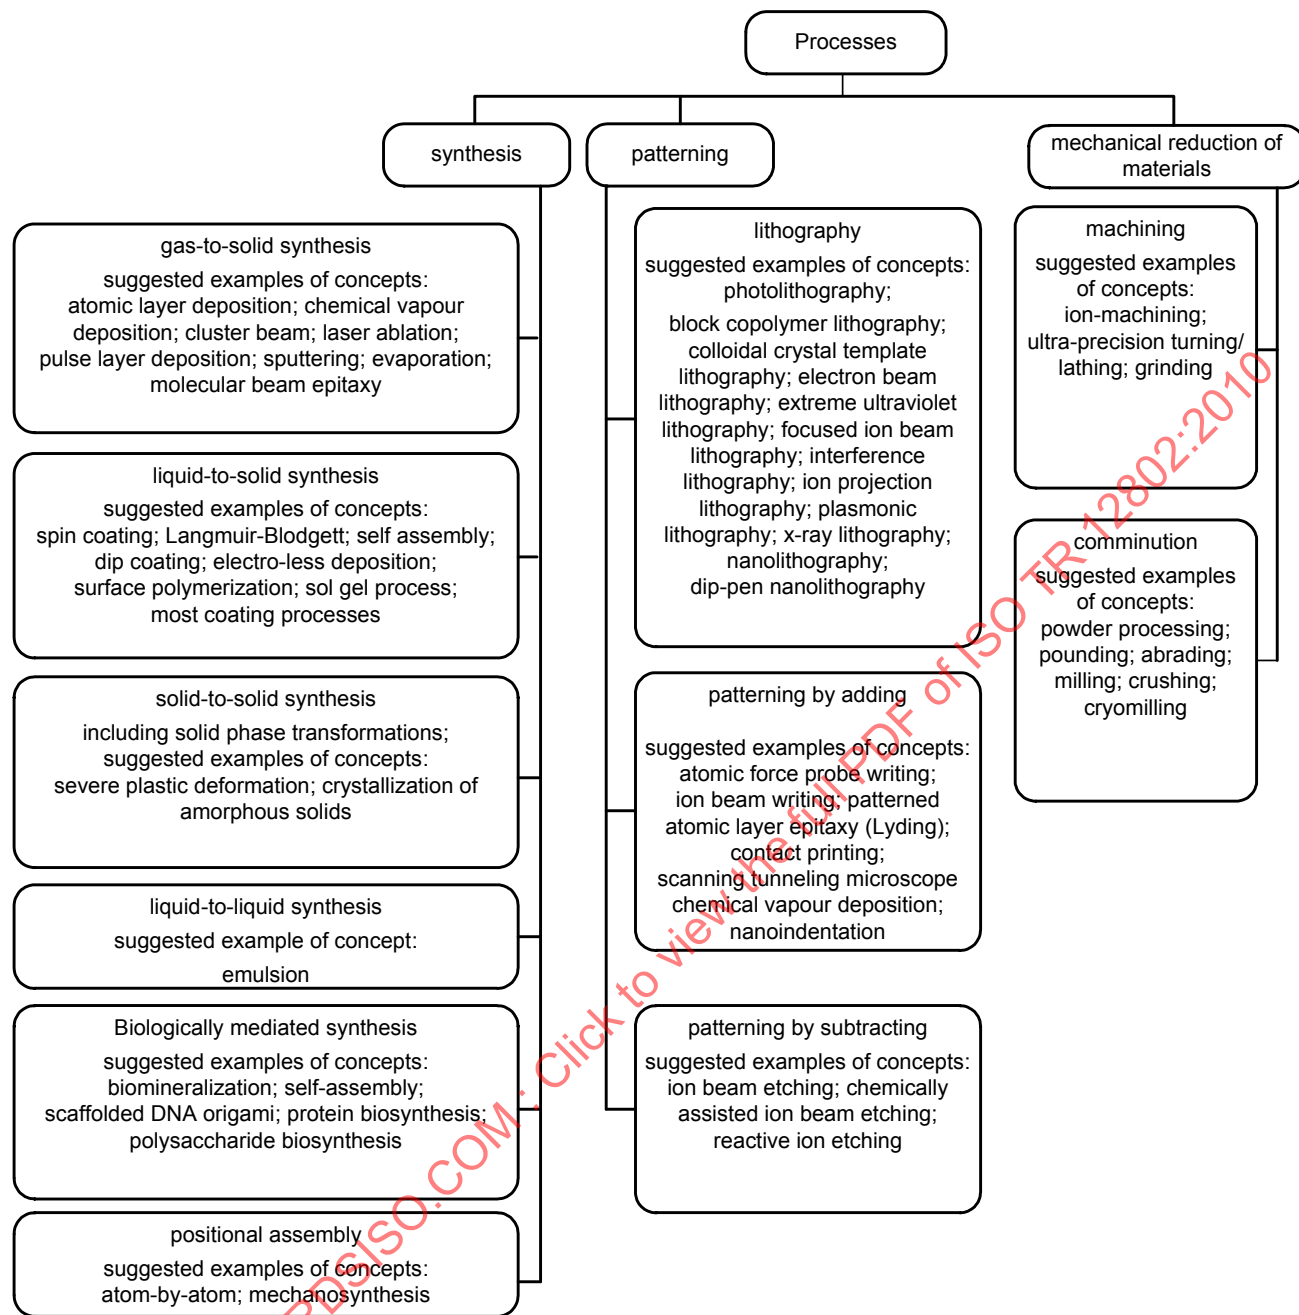 Processes
synthesis
patterning
mechanical reduction of
materials
gas-to-solid synthesis
suggested examples of concepts:
atomic layer deposition; chemical vapour
deposition; cluster beam; laser ablation;
pulse layer deposition; sputtering; evaporation;
molecular beam epitaxy
liquid-to-solid synthesis
suggested examples of concepts:
spin coating; Langmuir-Blodgett; self assembly;
dip coating; electro-less deposition;
surface polymerization; sol gel process;
most coating processes
solid-to-solid synthesis
including solid phase transformations;
suggested examples of concepts:
severe plastic deformation; crystallization of
amorphous solids
liquid-to-liquid synthesis
suggested example of concept:
emulsion
Biologically mediated synthesis
suggested examples of concepts:
biomineralization; self-assembly;
scaffolded DNA origami; protein biosynthesis;
polysaccharide biosynthesis
positional assembly
suggested examples of concepts:
atom-by-atom; mechanosynthesis
lithography
suggested examples of concepts:
photolithography;
block copolymer lithography;
colloidal crystal template
lithography; electron beam
lithography; extreme ultraviolet
lithography; focused ion beam
lithography; interference
lithography; ion projection
lithography; plasmonic
lithography; x-ray lithography;
nanolithography;
dip-pen nanolithography
patterning by adding
suggested examples of concepts:
atomic force probe writing;
ion beam writing; patterned
atomic layer epitaxy (Lyding);
contact printing;
scanning tunneling microscope
chemical vapour deposition;
nanoindentation
patterning by subtracting
suggested examples of concepts:
ion beam etching; chemically
assisted ion beam etching;
reactive ion etching
machining
suggested examples
of concepts:
ion-machining;
ultra-precision turning/
lathing; grinding
comminution
suggested examples
of concepts:
powder processing;
pounding; abrading;
milling; crushing;
cryomilling
PDSISO.COM : Click to view the full PDF of ISO TR 12802:2010